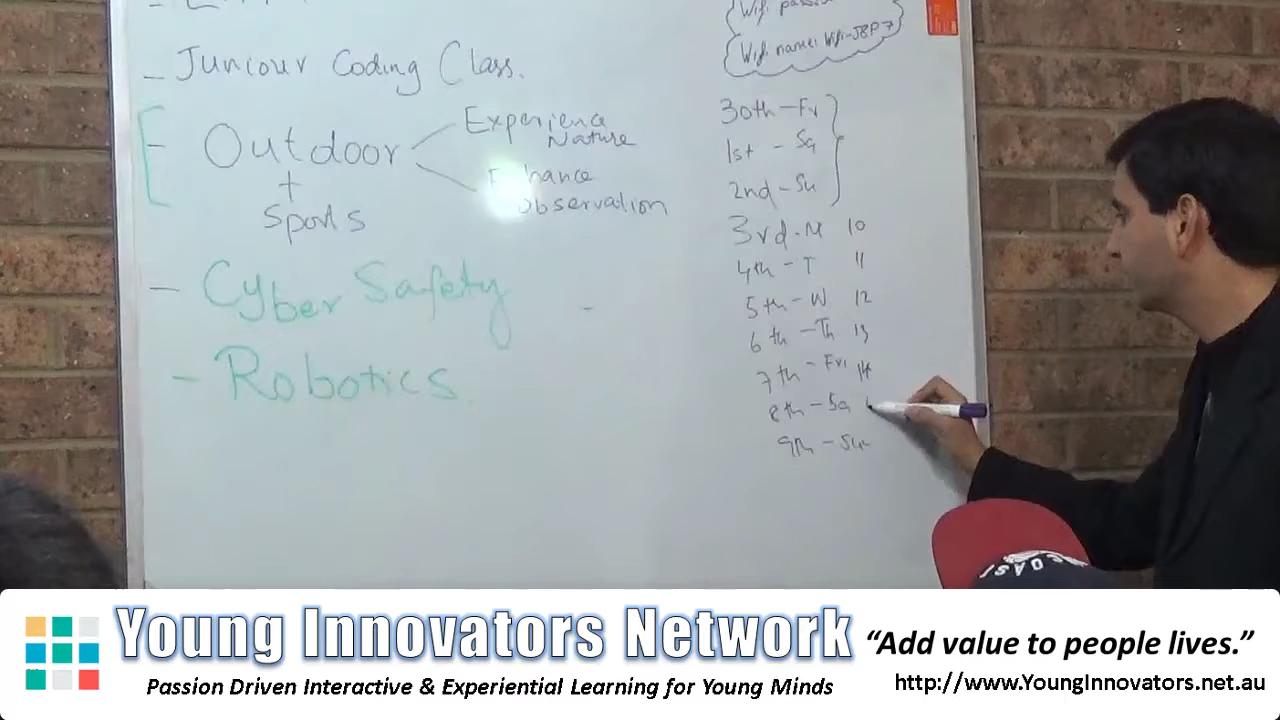 Wifi
Wifi name: Wifi-J8P7
- Juniour Coding Class.
- Outdoor
+
Sports
Experience
Nature
Enhance
observation
- Cyber Safety
- Robotics.
30th - Fr
1st - Sa
2nd - Su
3rd - M 10
4th - T 11
5th - W 12
6th - Th 13
7th - Fri 14
8th - Sa
9th - Sun
Young Innovators Network
Passion Driven Interactive & Experiential Learning for Young Minds
“Add value to people lives.”
http://www.YoungInnovators.net.au